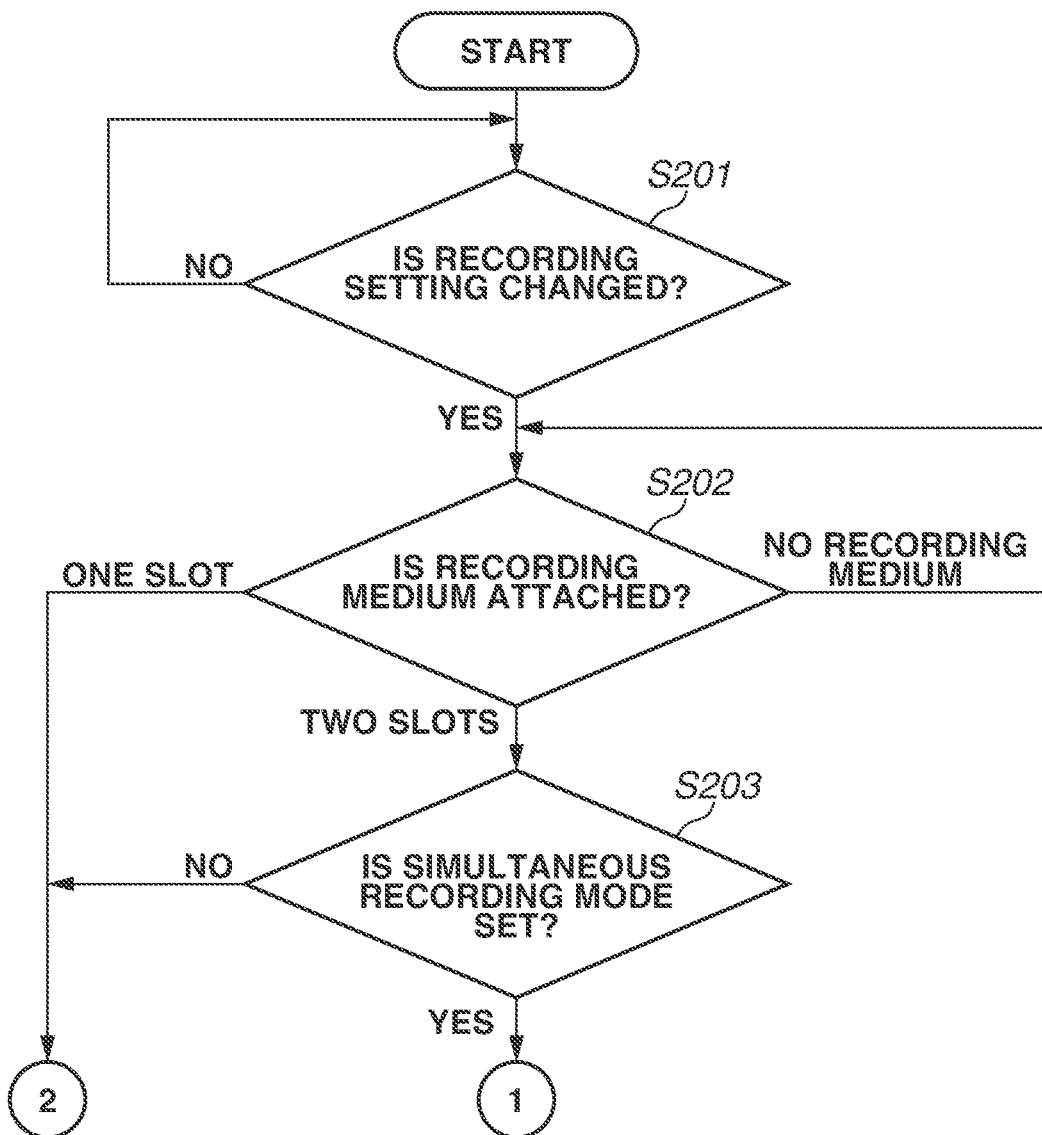 START
S201
IS RECORDING
SETTING CHANGED?
NO
YES
S202
NO RECORDING
MEDIUM
ONE SLOT
IS RECORDING
MEDIUM ATTACHED?
TWO SLOTS
S203
NO
IS SIMULTANEOUS
RECORDING MODE
SET?
YES
2
1